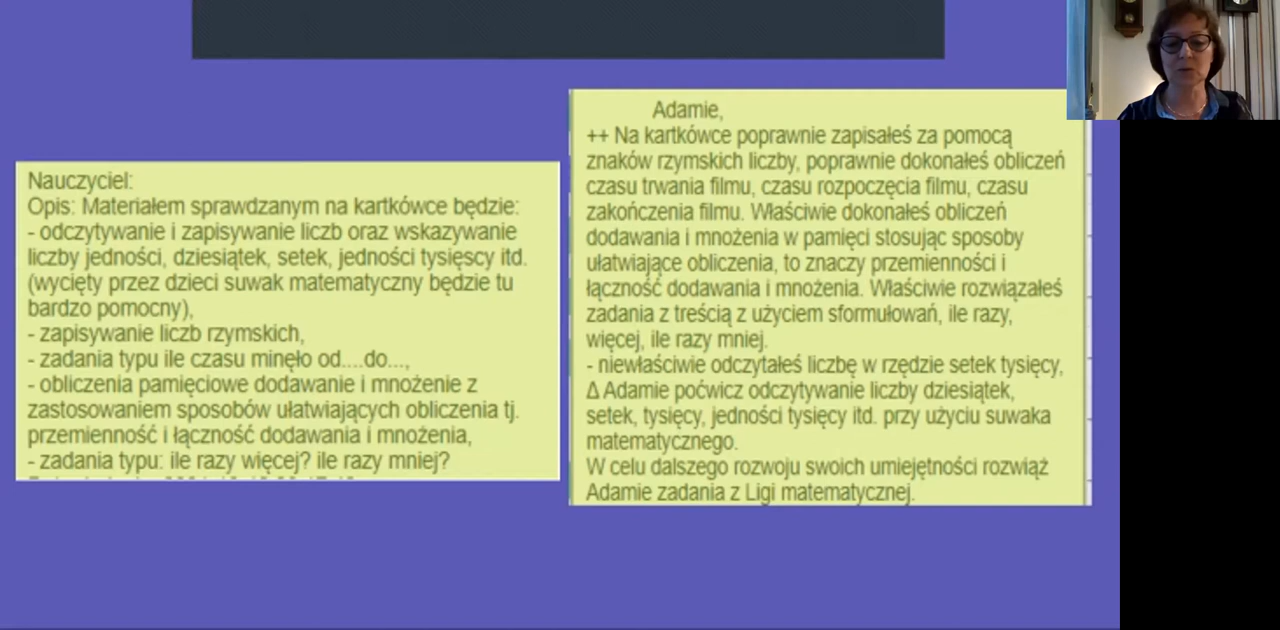 Nauczyciel:
Opis: Materiałem sprawdzanym na kartkówce będzie:
- odczytywanie i zapisywanie liczb oraz wskazywanie
liczby jedności, dziesiątek, setek, jedności tysięscy itd.
(wycięty przez dzieci suwak matematyczny będzie tu
bardzo pomocny),
- zapisywanie liczb rzymskich,
- zadania typu ile czasu minęło od....do...,
- obliczenia pamięciowe dodawanie i mnożenie z
zastosowaniem sposobów ułatwiających obliczenia tj.
przemienność i łączność dodawania i mnożenia,
- zadania typu: ile razy więcej? ile razy mniej?
Adamie,
++ Na kartkówce poprawnie zapisałeś za pomocą
znaków rzymskich liczby, poprawnie dokonałeś obliczeń
czasu trwania filmu, czasu rozpoczęcia filmu, czasu
zakończenia filmu. Właściwie dokonałeś obliczeń
dodawania i mnożenia w pamięci stosując sposoby
ułatwiające obliczenia, to znaczy przemienności i
łączność dodawania i mnożenia. Właściwie rozwiązałeś
zadania z treścią z użyciem sformułowań, ile razy,
więcej, ile razy mniej.
- niewłaściwie odczytałeś liczbę w rzędzie setek tysięcy,
Δ Adamie poćwicz odczytywanie liczby dziesiątek,
setek, tysięcy, jedności tysięcy itd. przy użyciu suwaka
matematycznego.
W celu dalszego rozwoju swoich umiejętności rozwiąż
Adamie zadania z Ligi matematycznej.